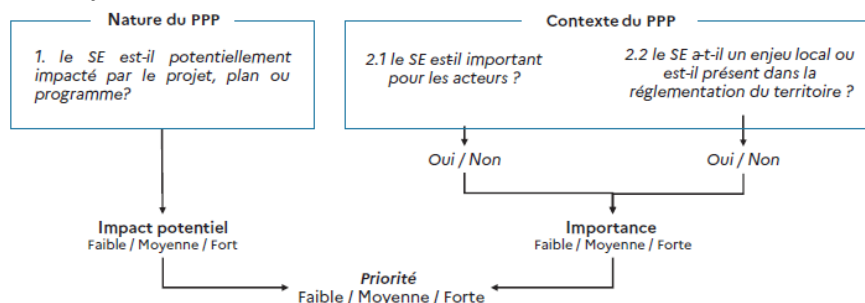 Nature du PPP
Contexte du PPP
1. le SE est-il potentiellement
impacté par le projet, plan ou
programme?
2.1 le SE est-il important
pour les acteurs ?
2.2 le SE a-t-il un enjeu local ou
est-il présent dans la
réglementation du territoire ?
Oui / Non
Oui / Non
Impact potentiel
Faible / Moyenne / Fort
Importance
Faible / Moyenne / Forte
Priorité
Faible / Moyenne / Forte